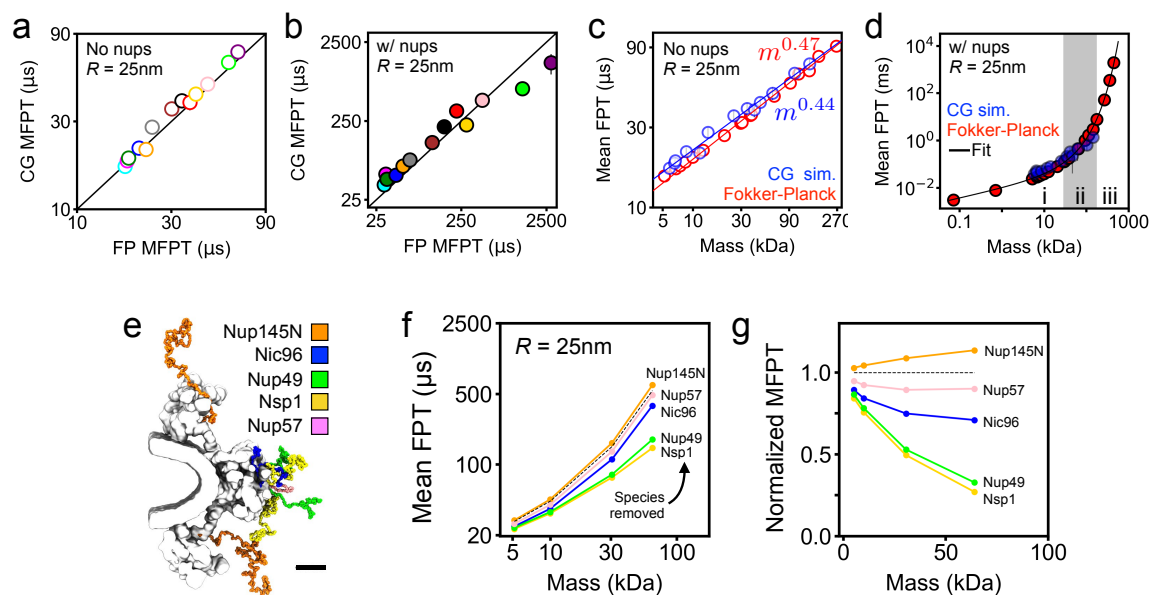 a
90
30
10
CG MFPT (μs)
No nups
R = 25nm
10
30
90
FP MFPT (μs)
b
2500
250
25
CG MFPT (μs)
w/ nups
R = 25nm
25
250
2500
FP MFPT (μs)
c
90
30
10
Mean FPT (μs)
No nups
R = 25nm
m^0.47
m^0.44
CG sim.
Fokker-Planck
5
10
30
90
270
Mass (kDa)
d
10^4
10^2
10^0
10^-2
Mean FPT (ms)
w/ nups
R = 25nm
CG sim.
Fokker-Planck
Fit
i
ii
iii
0.1
10
1000
Mass (kDa)
e
Nup145N
Nic96
Nup49
Nsp1
Nup57
f
2500
500
100
20
Mean FPT (μs)
R = 25nm
Nup145N
Nup57
Nic96
Nup49
Nsp1
Species
removed
5
10
30
100
Mass (kDa)
g
1.0
0.5
0.0
Normalized MFPT
Nup145N
Nup57
Nic96
Nup49
Nsp1
0
50
100
Mass (kDa)